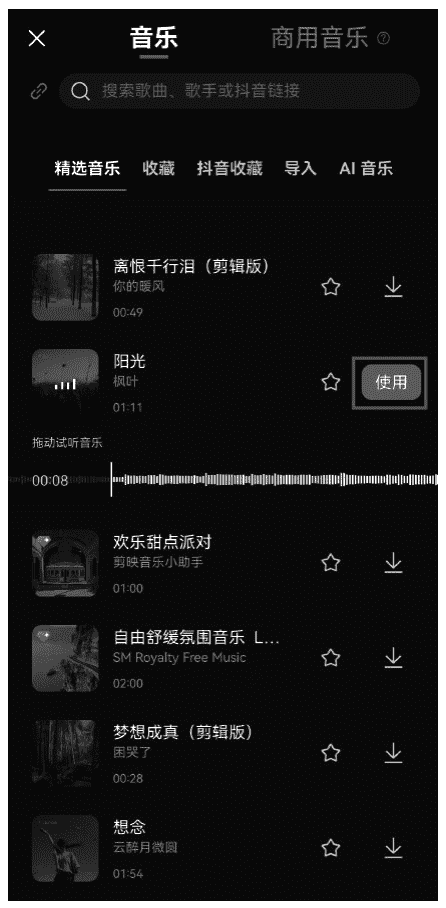 音乐 商用音乐 ?
搜索歌曲、歌手或抖音链接
精选音乐 收藏 抖音收藏 导入 AI 音乐
离恨千行泪（剪辑版）
你的暖风
00:49
阳光
枫叶
使用
01:11
拖动试听音乐
00:08
欢乐甜点派对
剪映音乐小助手
01:00
自由舒缓氛围音乐 L...
SM Royalty Free Music
02:00
梦想成真（剪辑版）
困哭了
00:28
想念
云醉月微圆
01:54